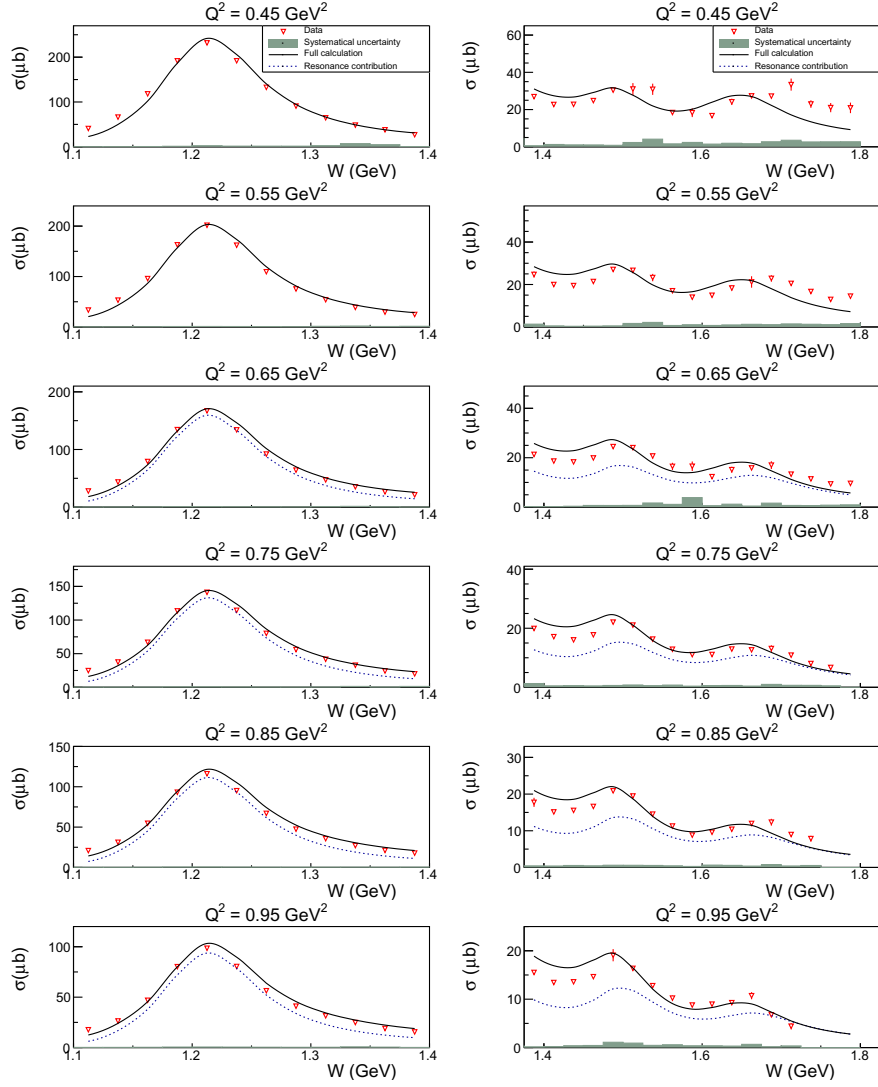 Q² = 0.45 GeV²
σ(μb)
200
100
0
1.1 1.2 1.3 1.4
W (GeV)
Data
Systematical uncertainty
Full calculation
Resonance contribution
Q² = 0.45 GeV²
σ (μb)
60
40
20
0
1.4 1.6 1.8
W (GeV)
Data
Systematical uncertainty
Full calculation
Resonance contribution
Q² = 0.55 GeV²
σ(μb)
200
100
0
1.1 1.2 1.3 1.4
W (GeV)
Q² = 0.55 GeV²
σ (μb)
40
20
0
1.4 1.6 1.8
W (GeV)
Q² = 0.65 GeV²
σ(μb)
200
100
0
1.1 1.2 1.3 1.4
W (GeV)
Q² = 0.65 GeV²
σ (μb)
40
20
0
1.4 1.6 1.8
W (GeV)
Q² = 0.75 GeV²
σ(μb)
150
100
50
25
0
1.1 1.2 1.3 1.4
W (GeV)
Q² = 0.75 GeV²
σ (μb)
40
20
0
1.4 1.6 1.8
W (GeV)
Q² = 0.85 GeV²
σ(μb)
150
100
50
25
0
1.1 1.2 1.3 1.4
W (GeV)
Q² = 0.85 GeV²
σ (μb)
30
20
10
0
1.4 1.6 1.8
W (GeV)
Q² = 0.95 GeV²
σ(μb)
100
50
25
0
1.1 1.2 1.3 1.4
W (GeV)
Q² = 0.95 GeV²
σ (μb)
20
10
0
1.4 1.6 1.8
W (GeV)